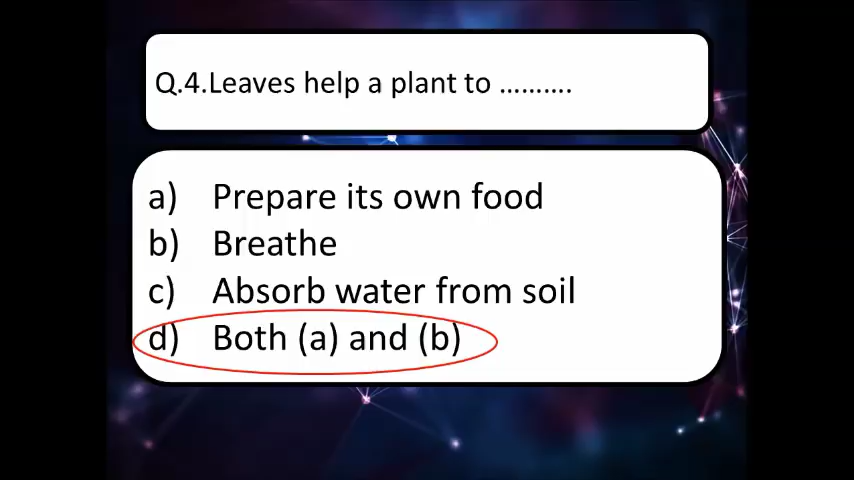 Q.4.Leaves help a plant to ..........
a) Prepare its own food
b) Breathe
c) Absorb water from soil
d) Both (a) and (b)